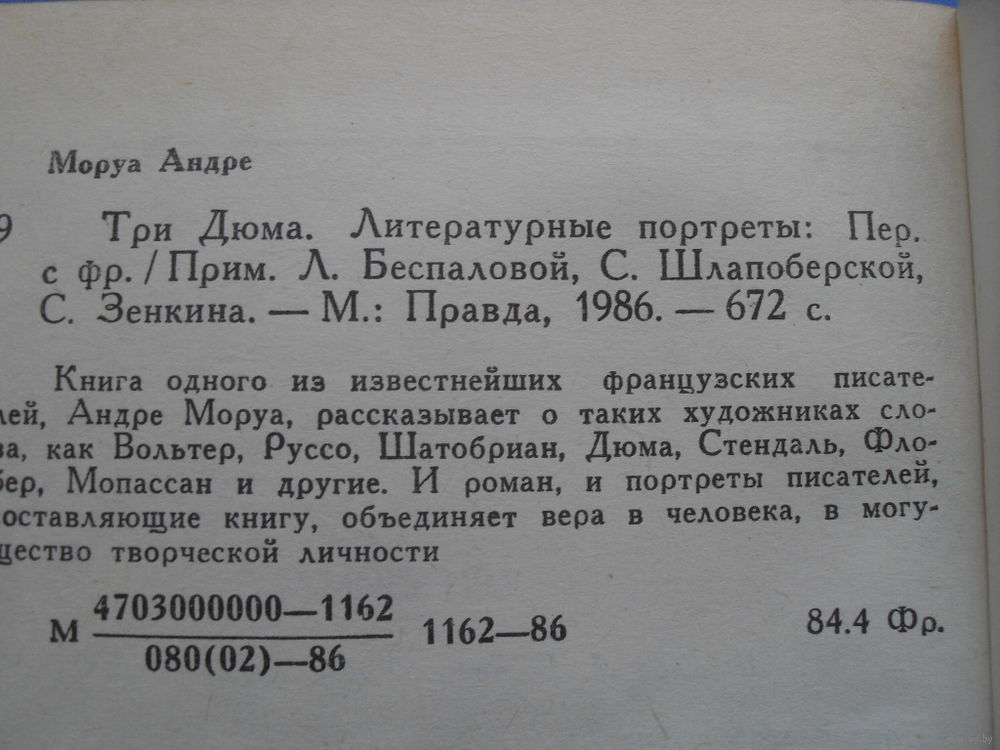 Моруа Андре
9 Три Дюма. Литературные портреты: Пер.
с фр. / Прим. Л. Беспаловой, С. Шлапоберской,
С. Зенкина. — М.: Правда, 1986. — 672 с.
Книга одного из известнейших французских писате-
лей, Андре Моруа, рассказывает о таких художниках сло-
ва, как Вольтер, Руссо, Шатобриан, Дюма, Стендаль, Фло-
бер, Мопассан и другие. И роман, и портреты писателей,
оставляющие книгу, объединяет вера в человека, в могу-
щество творческой личности
М 4703000000—1162
080(02)—86
1162—86
84.4 Фр.